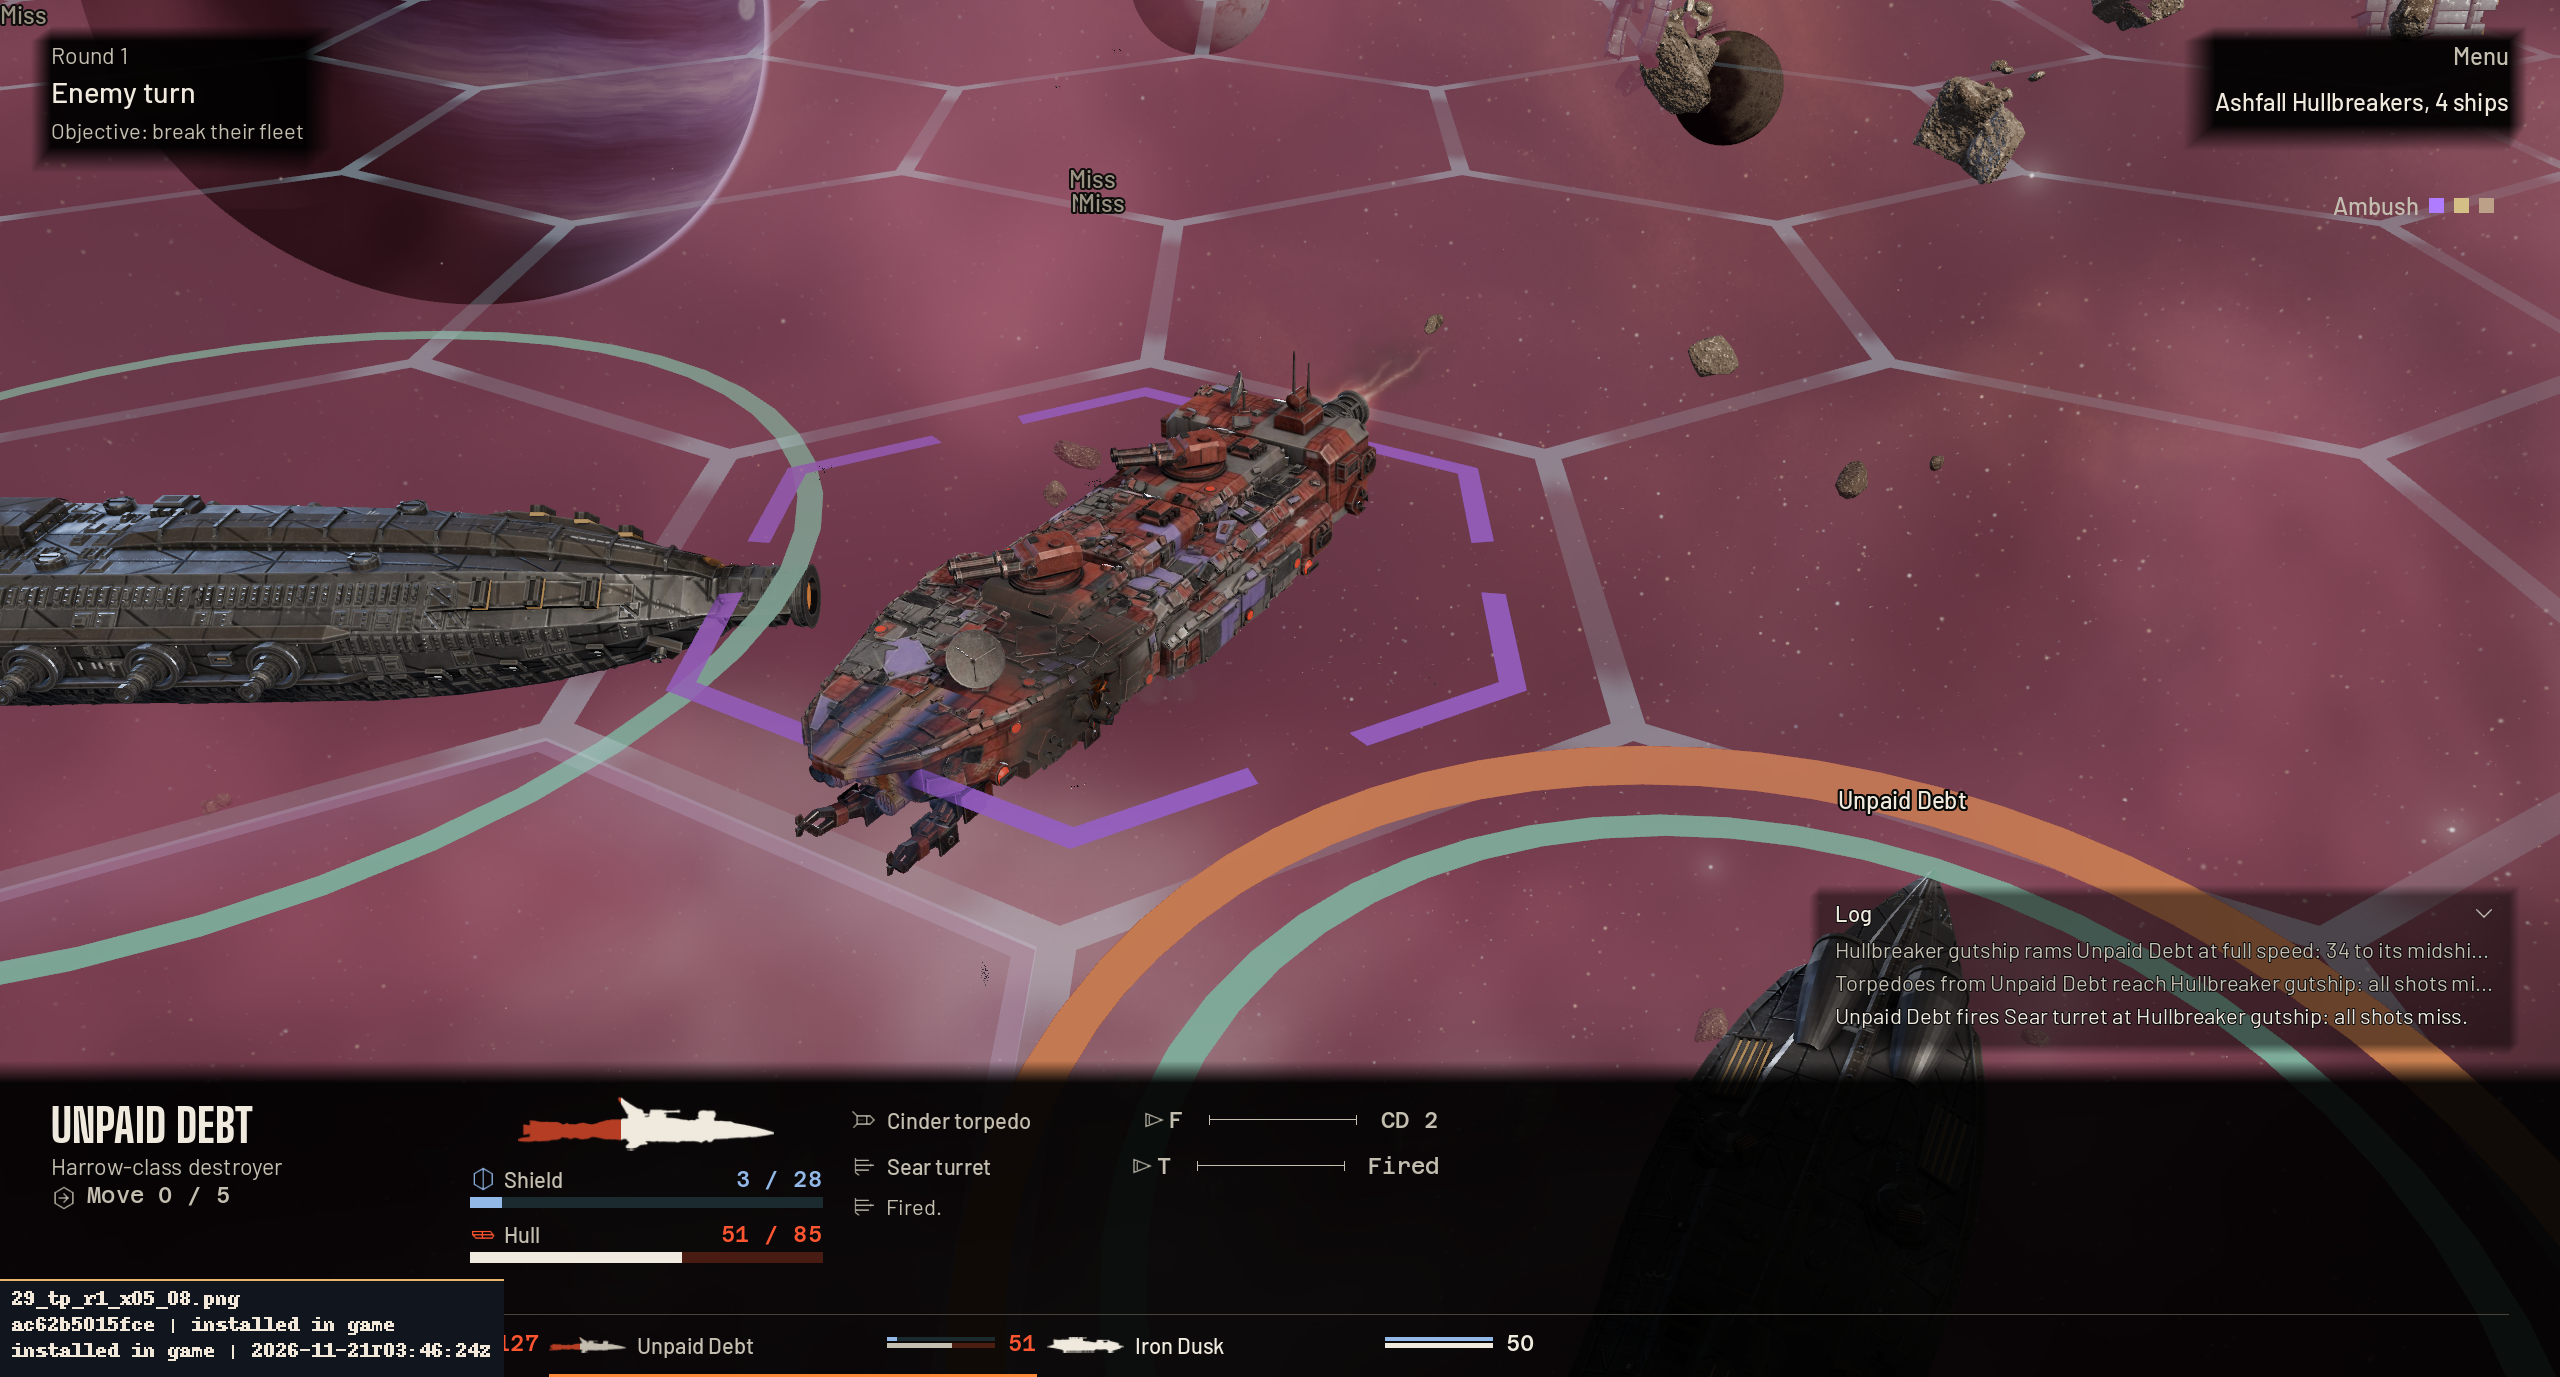 Miss
Round 1
Enemy turn
Objective: break their fleet
Menu
Ashfall Hullbreakers, 4 ships
Ambush
Miss
Miss
Unpaid Debt
Log
Hullbreaker gutship rams Unpaid Debt at full speed: 34 to its midshi...
Torpedoes from Unpaid Debt reach Hullbreaker gutship: all shots mi...
Unpaid Debt fires Sear turret at Hullbreaker gutship: all shots miss.
UNPAID DEBT
Harrow-class destroyer
Move 0 / 5
Shield 3 / 28
Hull 51 / 85
Cinder torpedo F CD 2
Sear turret T Fired
Fired.
29_tp_r1_x05_08.png
ac62b5015fce | installed in game
installed in game | 2026-11-21T03:46:24Z
127 Unpaid Debt 51 Iron Dusk 50